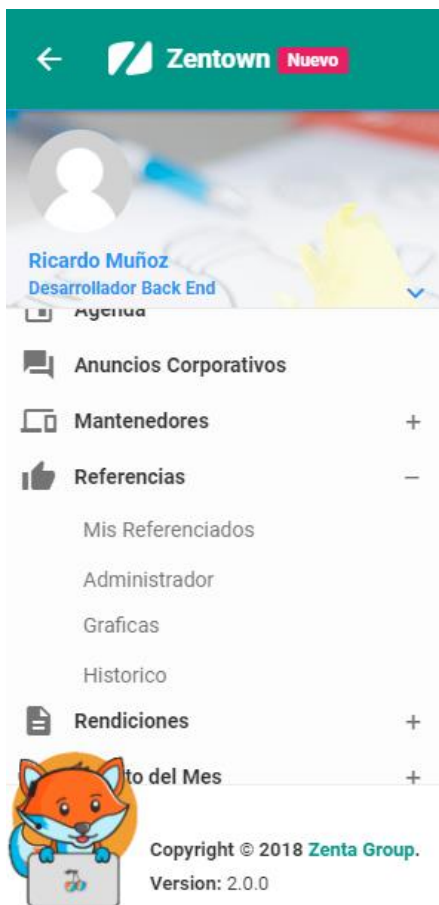 Zentown Nuevo
Ricardo Muñoz
Desarrollador Back End
Agenda
Anuncios Corporativos
Mantenedores +
Referencias −
Mis Referenciados
Administrador
Graficas
Historico
Rendiciones +
to del Mes +
Copyright © 2018 Zenta Group.
Version: 2.0.0